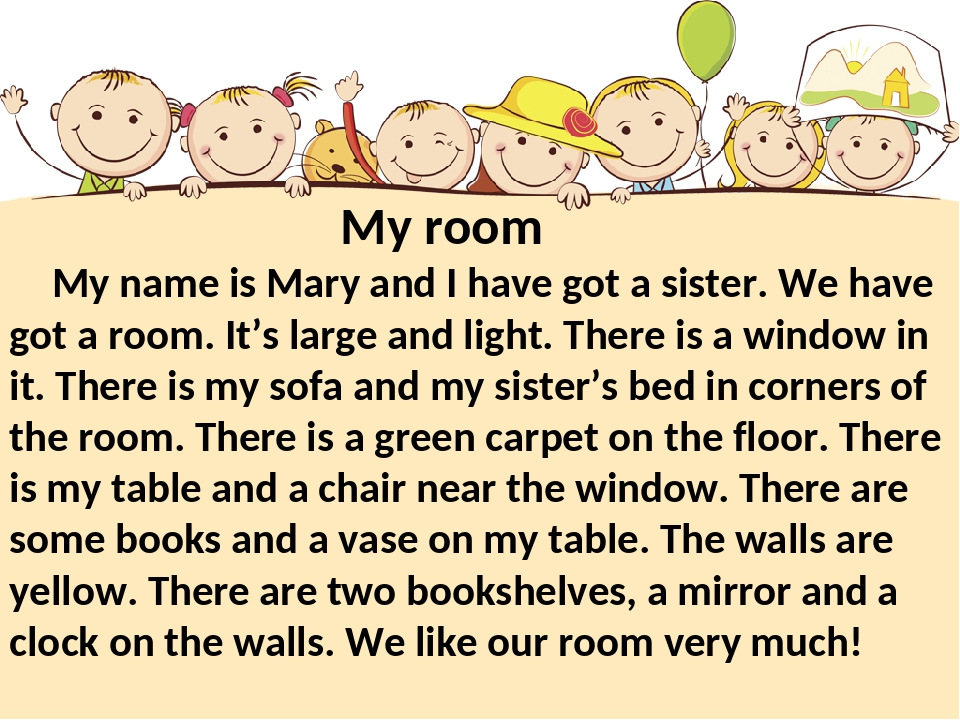 My room
My name is Mary and I have got a sister. We have
got a room. It’s large and light. There is a window in
it. There is my sofa and my sister’s bed in corners of
the room. There is a green carpet on the floor. There
is my table and a chair near the window. There are
some books and a vase on my table. The walls are
yellow. There are two bookshelves, a mirror and a
clock on the walls. We like our room very much!